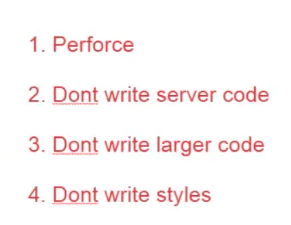 1. Perforce
2. Dont write server code
3. Dont write larger code
4. Dont write styles